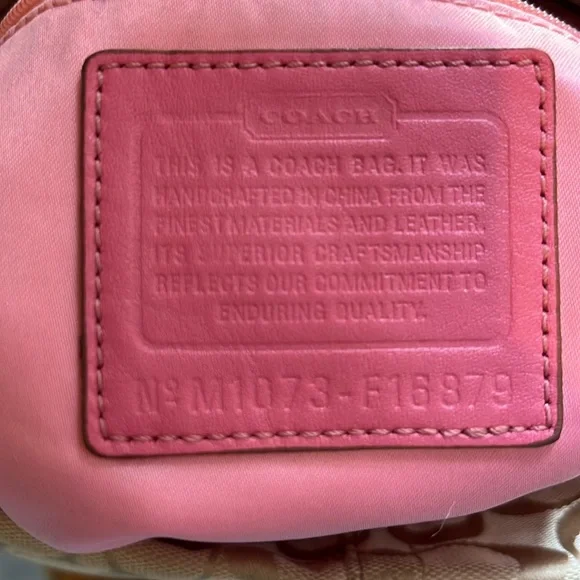 COACH
THIS IS A COACH BAG. IT WAS
HANDCRAFTED IN CHINA FROM THE
FINEST MATERIALS AND LEATHER.
ITS SUPERIOR CRAFTSMANSHIP
REFLECTS OUR COMMITMENT TO
ENDURING QUALITY.
Nº M1073-F16879